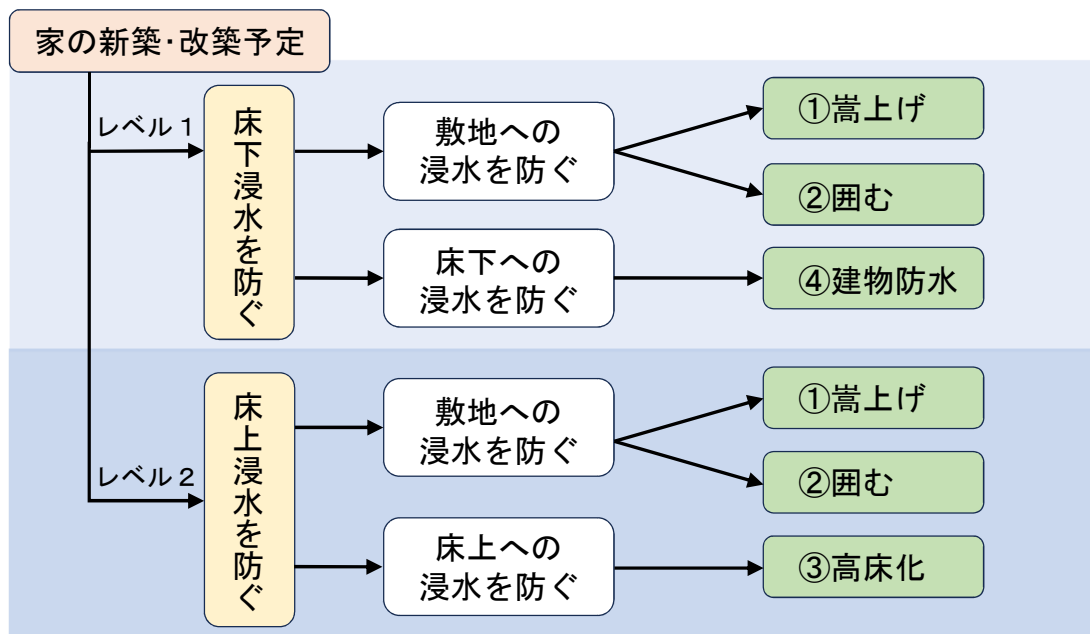 家の新築・改築予定
レベル１
床下浸水を防ぐ
敷地への
浸水を防ぐ
①嵩上げ
②囲む
床下への
浸水を防ぐ
④建物防水
レベル２
床上浸水を防ぐ
敷地への
浸水を防ぐ
①嵩上げ
②囲む
床上への
浸水を防ぐ
③高床化